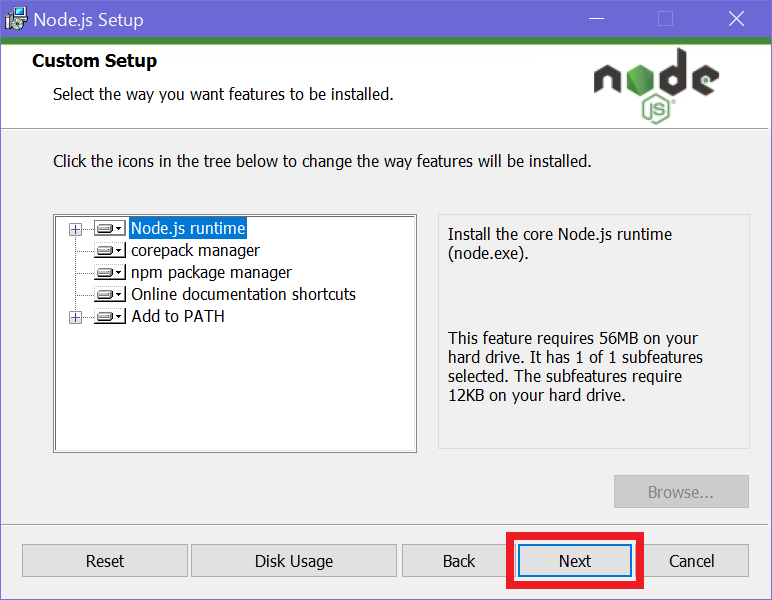 Node.js Setup
Custom Setup
Select the way you want features to be installed.
node
JS
Click the icons in the tree below to change the way features will be installed.
Node.js runtime
corepack manager
npm package manager
Online documentation shortcuts
Add to PATH
Install the core Node.js runtime
(node.exe).
This feature requires 56MB on your
hard drive. It has 1 of 1 subfeatures
selected. The subfeatures require
12KB on your hard drive.
Browse...
Reset
Disk Usage
Back
Next
Cancel